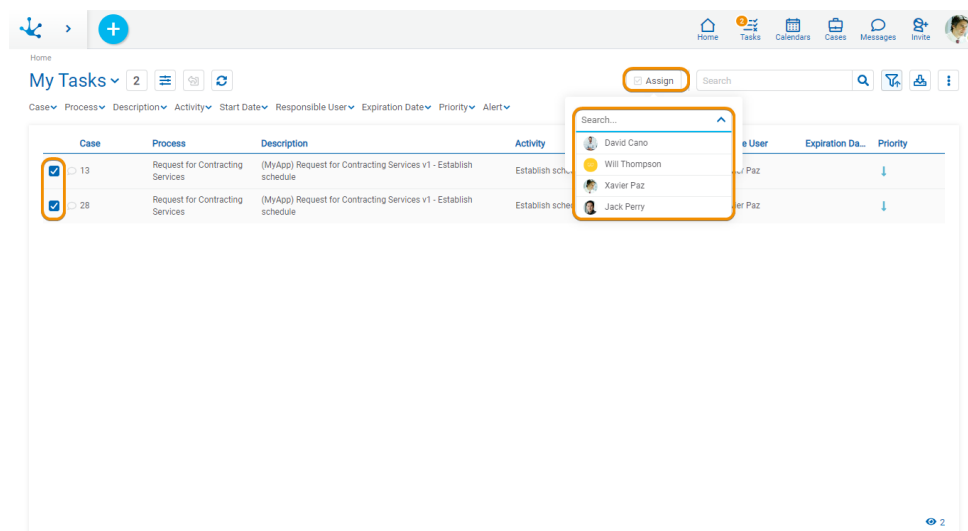 2
Home Tasks Calendars Cases Messages Invite
Home
My Tasks 2 Assign Search
Case Process Description Activity Start Date Responsible User Expiration Date Priority Alert
Search...
David Cano
Will Thompson
Xavier Paz
Jack Perry
Case Process Description Activity User Expiration Da... Priority
13 Request for Contracting Services (MyApp) Request for Contracting Services v1 - Establish schedule Establish Paz
28 Request for Contracting Services (MyApp) Request for Contracting Services v1 - Establish schedule Establish Paz
2